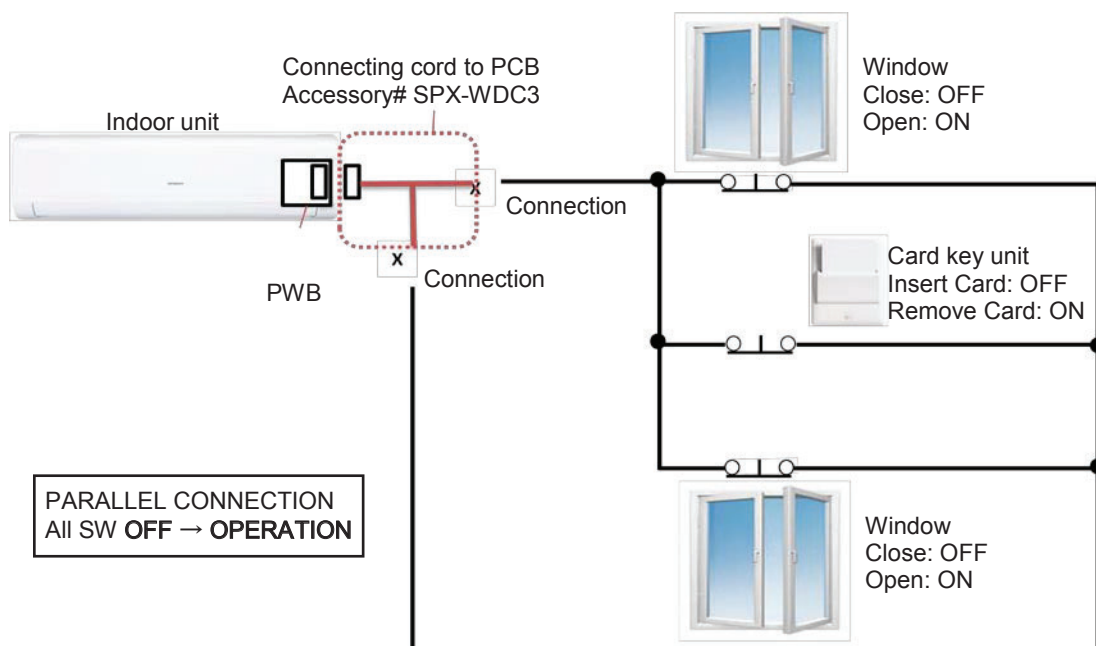 Connecting cord to PCB
Accessory# SPX-WDC3
Indoor unit
Window
Close: OFF
Open: ON
X
Connection
X
Connection
PWB
Card key unit
Insert Card: OFF
Remove Card: ON
PARALLEL CONNECTION
All SW OFF → OPERATION
Window
Close: OFF
Open: ON